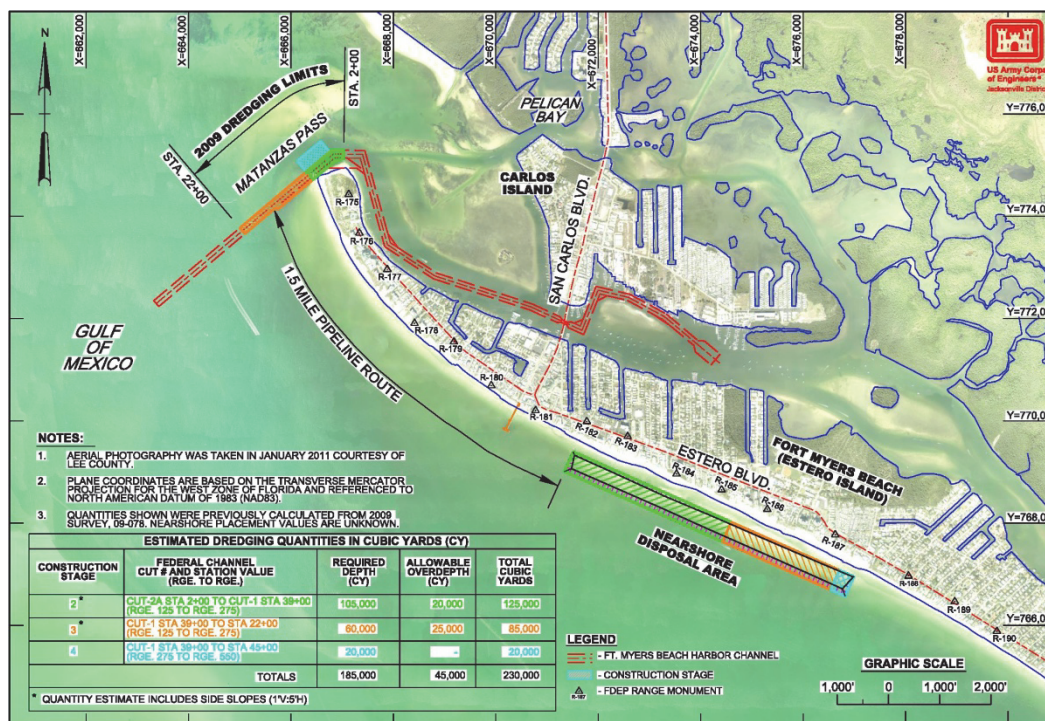 X=662,000
X=664,000
X=666,000
X=668,000
X=670,000
X=672,000
X=674,000
X=676,000
X=678,000
US Army Corps
of Engineers®
Jacksonville District
N
2009 DREDGING LIMITS
STA. 2+00
STA. 22+00
MATANZAS PASS
PELICAN
BAY
CARLOS
ISLAND
SAN CARLOS BLVD.
Y=776,000
Y=774,000
Y=772,000
Y=770,000
Y=768,000
Y=766,000
R-175
R-176
R-177
R-178
R-179
R-180
R-181
R-182
R-183
R-184
R-185
R-186
R-187
R-188
R-189
R-190
1.5 MILE PIPELINE ROUTE
GULF
OF
MEXICO
ESTERO BLVD.
FORT MYERS BEACH
(ESTERO ISLAND)
NEARSHORE
DISPOSAL AREA
NOTES:
1. AERIAL PHOTOGRAPHY WAS TAKEN IN JANUARY 2011 COURTESY OF
LEE COUNTY.
2. PLANE COORDINATES ARE BASED ON THE TRANSVERSE MERCATOR
PROJECTION FOR THE WEST ZONE OF FLORIDA AND REFERENCED TO
NORTH AMERICAN DATUM OF 1983 (NAD83).
3. QUANTITIES SHOWN WERE PREVIOUSLY CALCULATED FROM 2009
SURVEY, 09-078. NEARSHORE PLACEMENT VALUES ARE UNKNOWN.
ESTIMATED DREDGING QUANTITIES IN CUBIC YARDS (CY)
CONSTRUCTION STAGE FEDERAL CHANNEL CUT # AND STATION VALUE (RGE. TO RGE.) REQUIRED DEPTH (CY) ALLOWABLE OVERDEPTH (CY) TOTAL CUBIC YARDS
2* CUT-2A STA 2+00 TO CUT-1 STA 39+00 (RGE. 125 TO RGE. 275) 105,000 20,000 125,000
3* CUT-1 STA 39+00 TO STA 22+00 (RGE. 125 TO RGE. 275) 60,000 25,000 85,000
4 CUT-1 STA 39+00 TO STA 45+00 (RGE. 275 TO RGE. 550) 20,000 - 20,000
TOTALS 185,000 45,000 230,000
* QUANTITY ESTIMATE INCLUDES SIDE SLOPES (1'V:5'H)
LEGEND
- FT. MYERS BEACH HARBOR CHANNEL
- CONSTRUCTION STAGE
R-187 - FDEP RANGE MONUMENT
GRAPHIC SCALE
1,000' 0 1,000' 2,000'